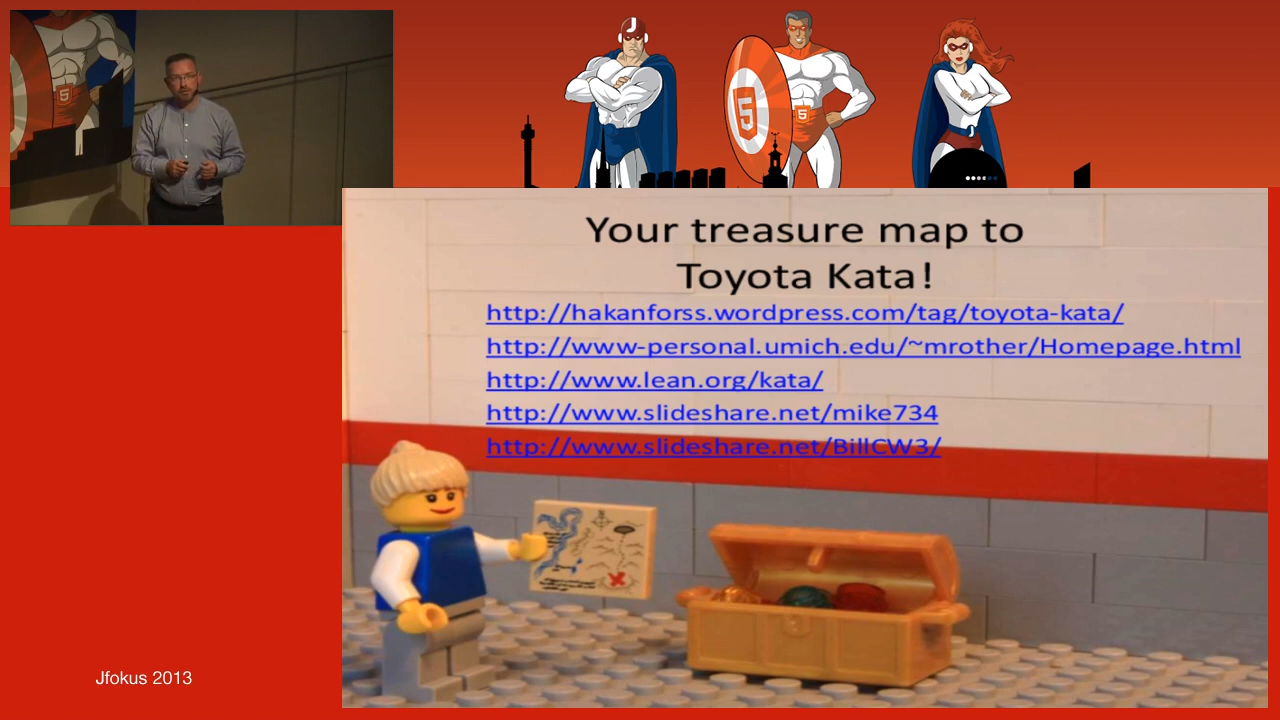 J
5
5
J
Your treasure map to
Toyota Kata!
http://hakanforss.wordpress.com/tag/toyota-kata/
http://www-personal.umich.edu/~mrother/Homepage.html
http://www.lean.org/kata/
http://www.slideshare.net/mike734
http://www.slideshare.net/BillCW3/
Jfokus 2013